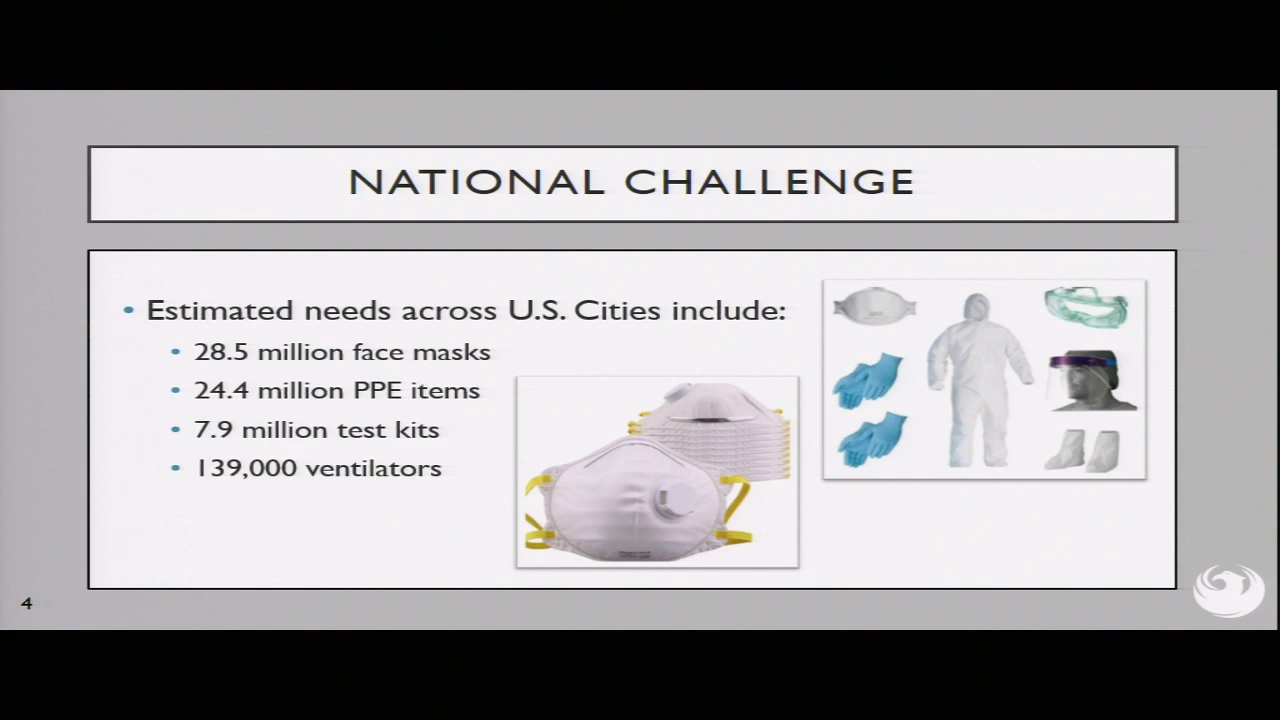 NATIONAL CHALLENGE
• Estimated needs across U.S. Cities include:
• 28.5 million face masks
• 24.4 million PPE items
• 7.9 million test kits
• 139,000 ventilators
4